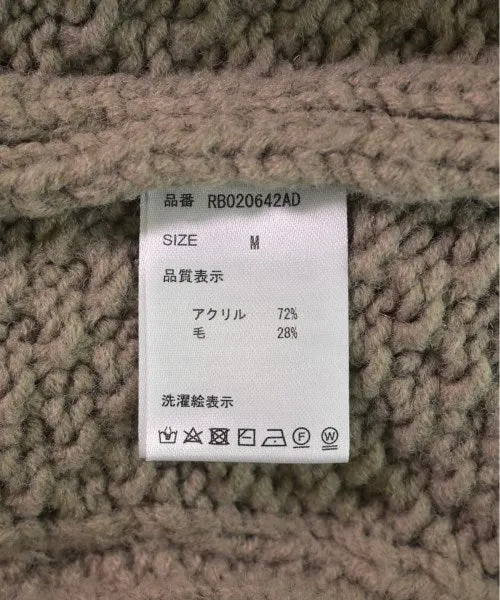 品番 RB020642AD
SIZE M
品質表示
アクリル 72%
毛 28%
洗濯絵表示
F W